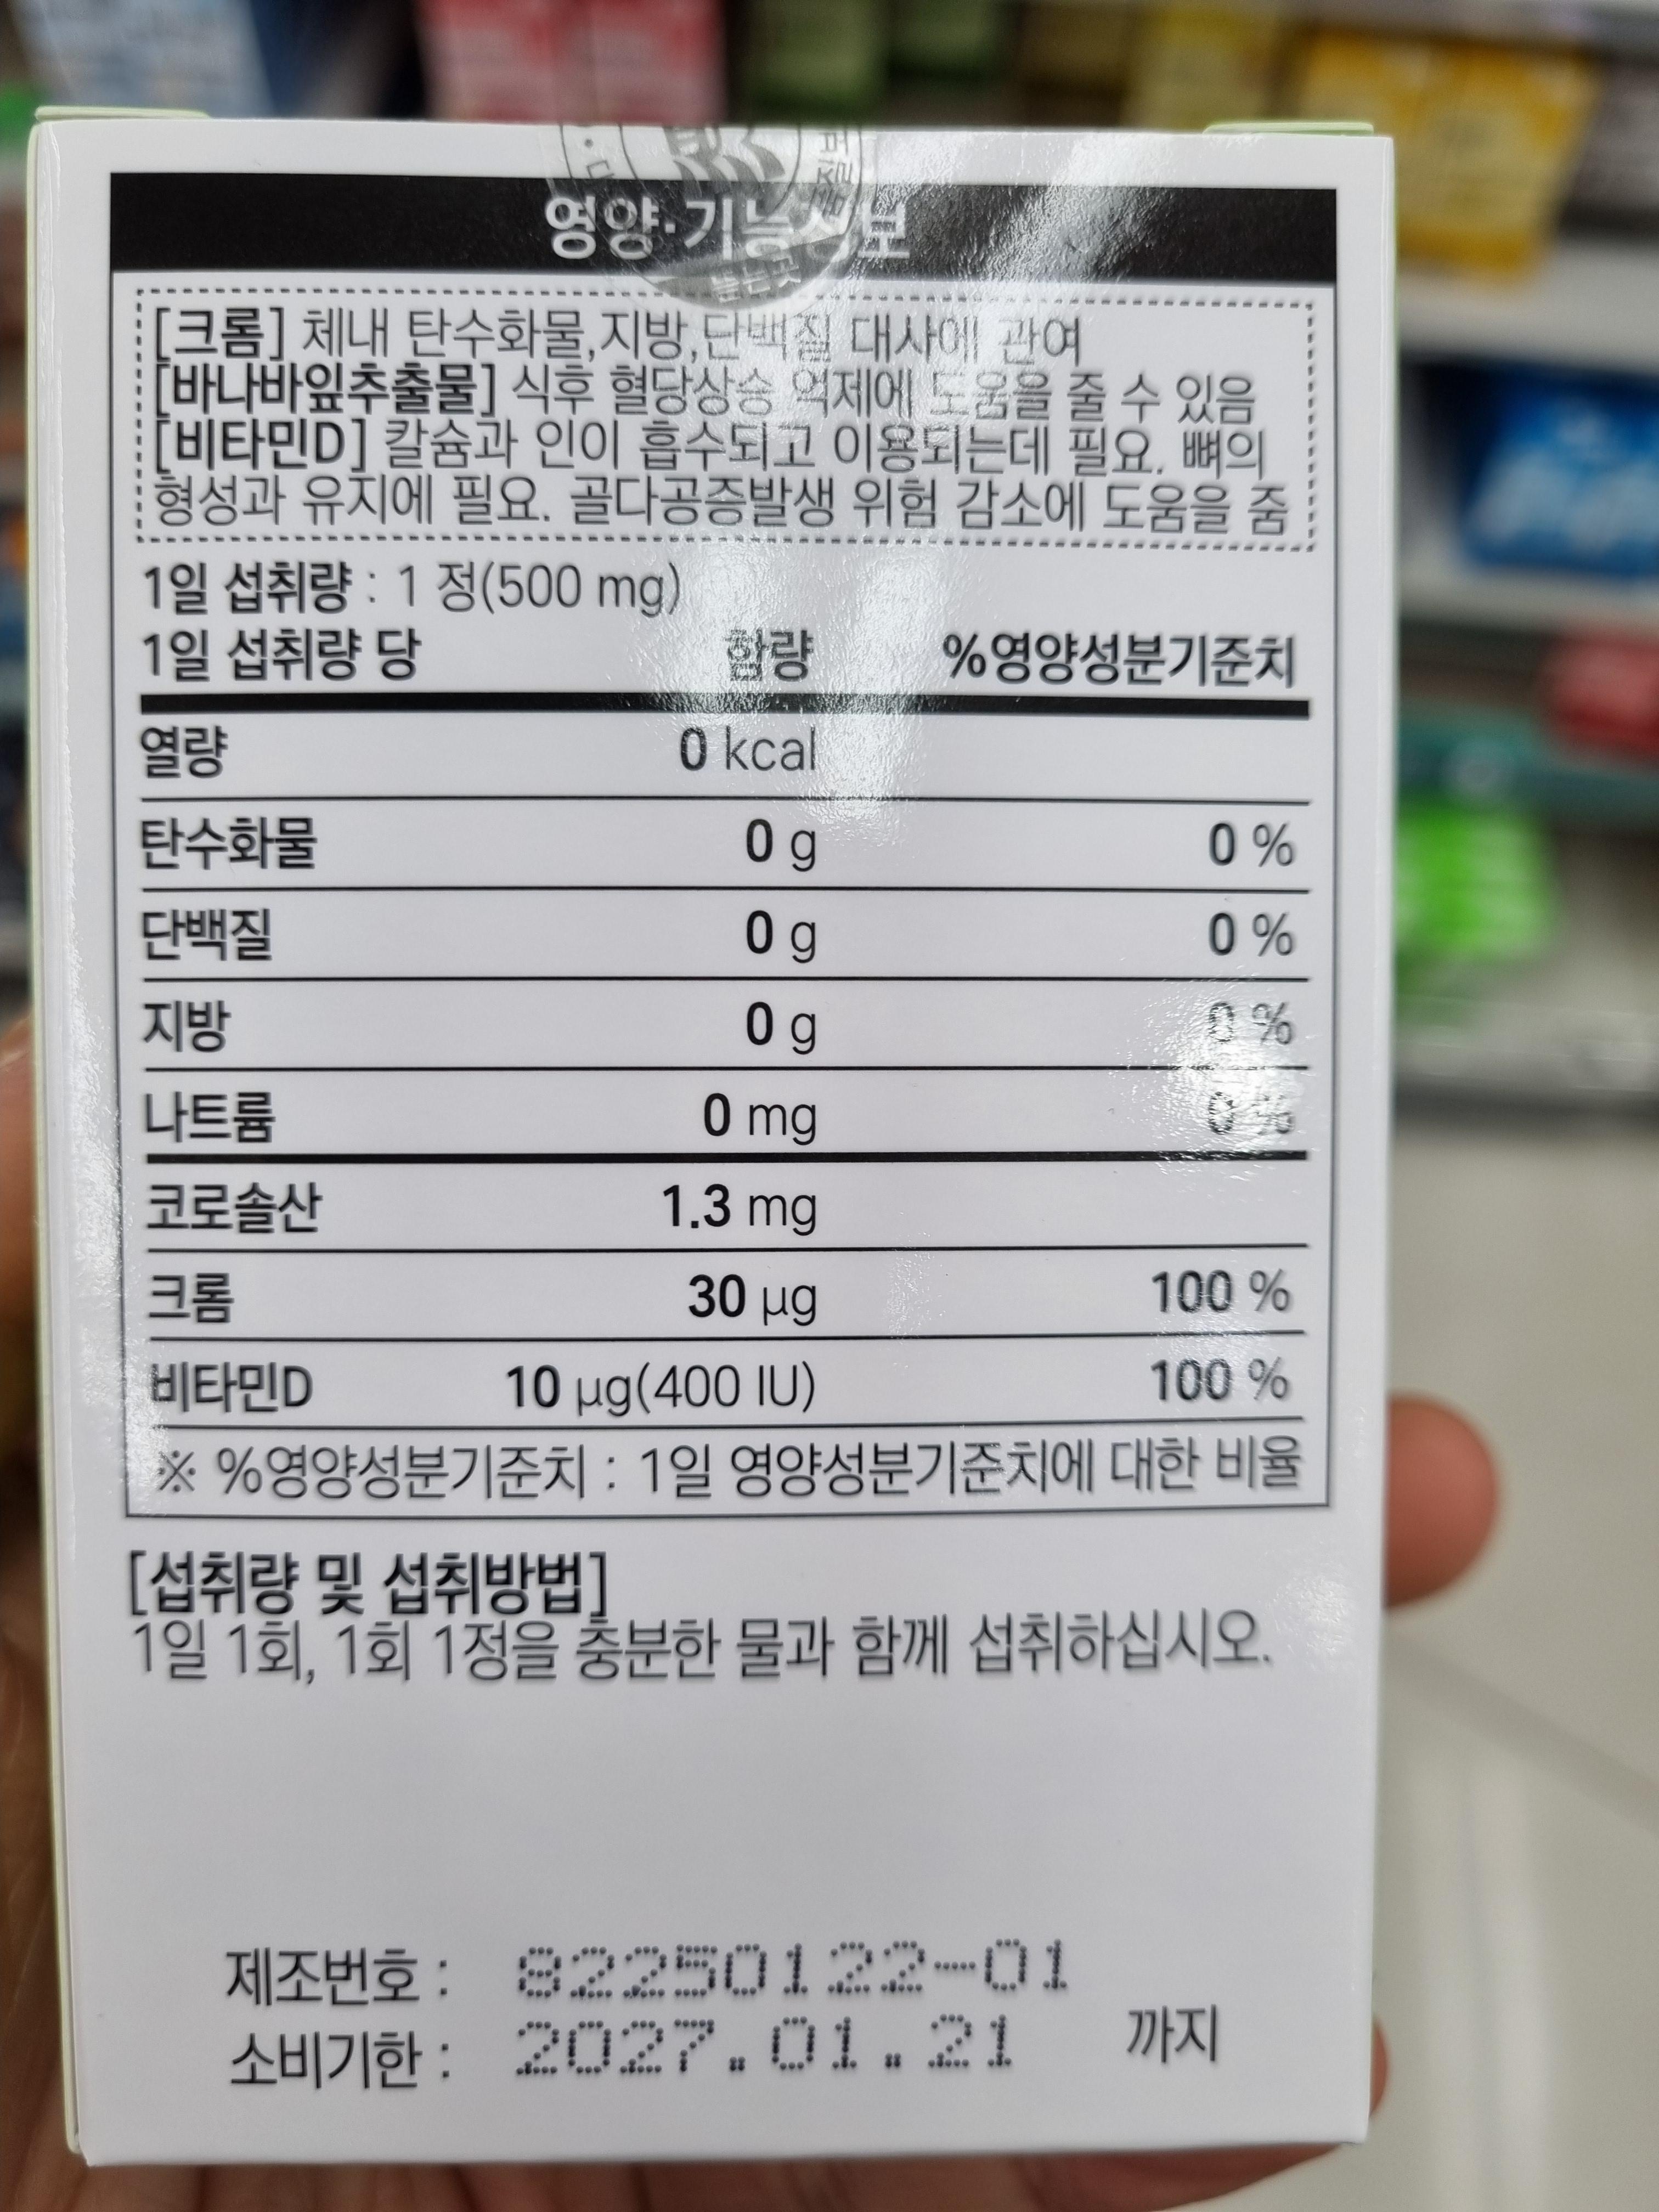 영양·기능정보
[크롬] 체내 탄수화물,지방,단백질 대사에 관여
[바나바잎추출물] 식후 혈당상승 억제에 도움을 줄 수 있음
[비타민D] 칼슘과 인이 흡수되고 이용되는데 필요. 뼈의
형성과 유지에 필요. 골다공증발생 위험 감소에 도움을 줌
1일 섭취량 : 1 정(500 mg)
1일 섭취량 당 함량 %영양성분기준치
열량 0 kcal
탄수화물 0 g 0 %
단백질 0 g 0 %
지방 0 g 0 %
나트륨 0 mg 0 %
코로솔산 1.3 mg
크롬 30 µg 100 %
비타민D 10 µg(400 IU) 100 %
※ %영양성분기준치 : 1일 영양성분기준치에 대한 비율
[섭취량 및 섭취방법]
1일 1회, 1회 1정을 충분한 물과 함께 섭취하십시오.
제조번호 : 82250122-01
소비기한 : 2027.01.21 까지